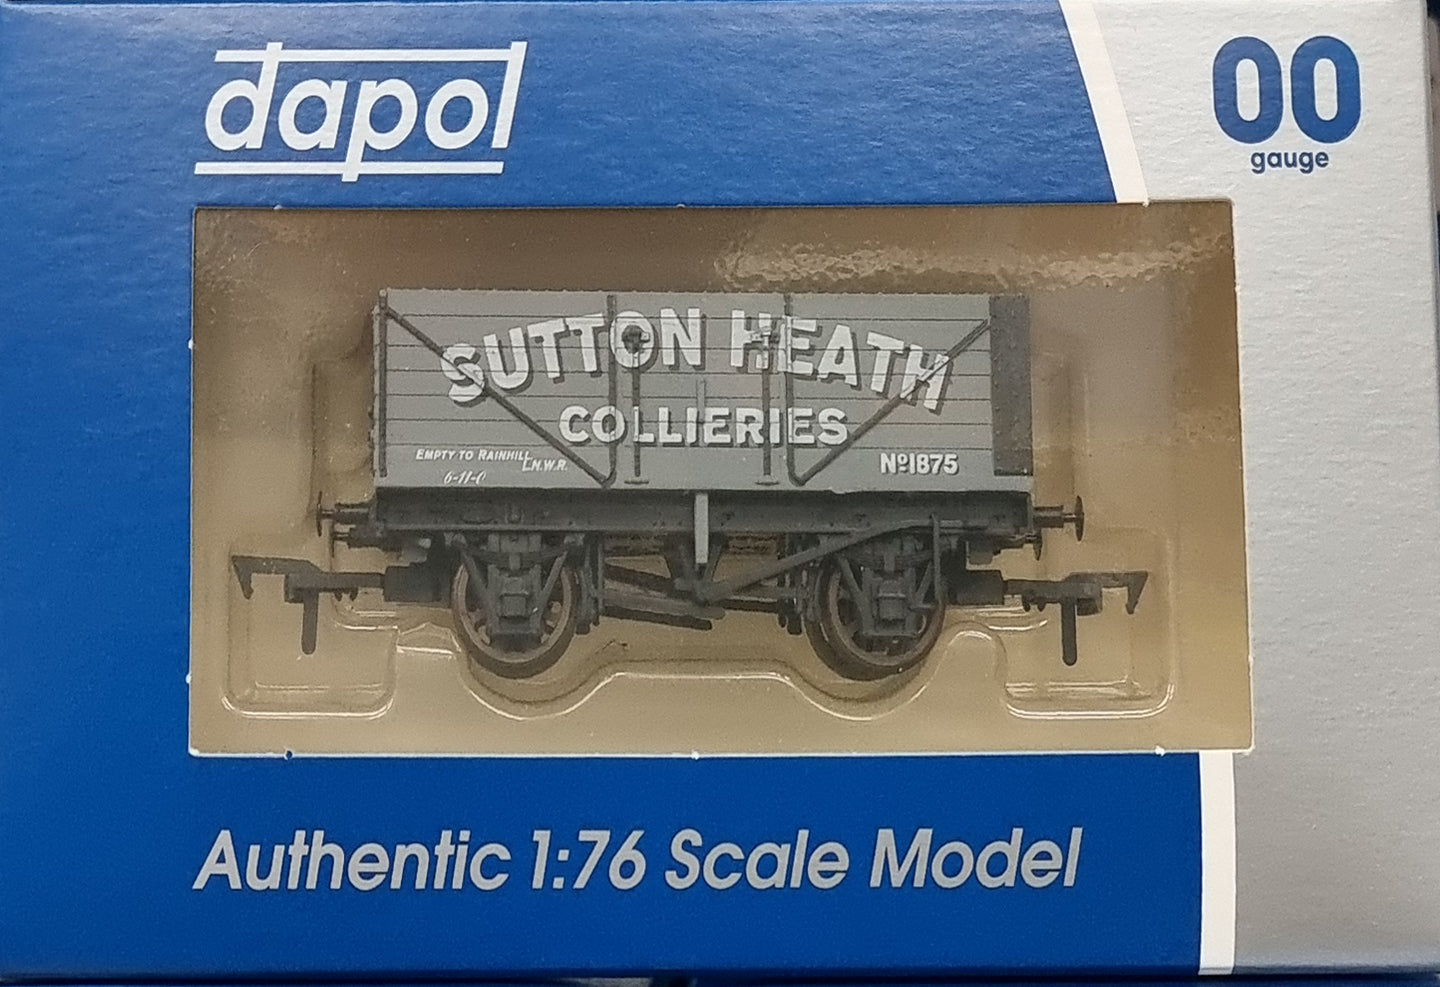 dapol
00
gauge
SUTTON HEATH
COLLIERIES
EMPTY TO RAINHILL,
L.N.W.R.
6-11-0
Nº1875
Authentic 1:76 Scale Model